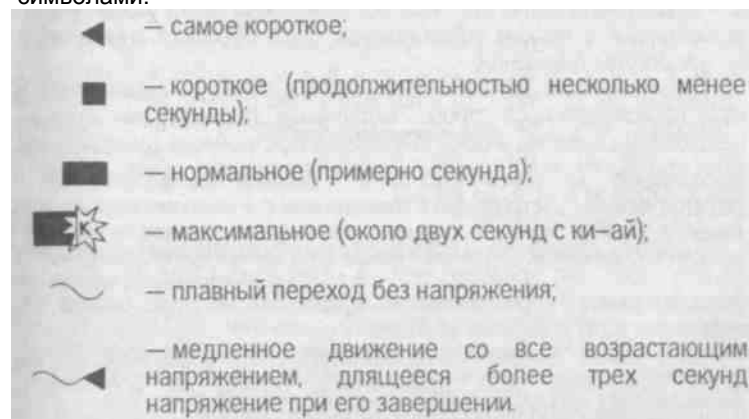 символами:
— самое короткое;
— короткое (продолжительностью несколько менее
секунды);
— нормальное (примерно секунда);
— максимальное (около двух секунд с ки–ай);
— плавный переход без напряжения;
— медленное движение со все возрастающим
напряжением, длящееся более трех секунд
напряжение при его завершении.